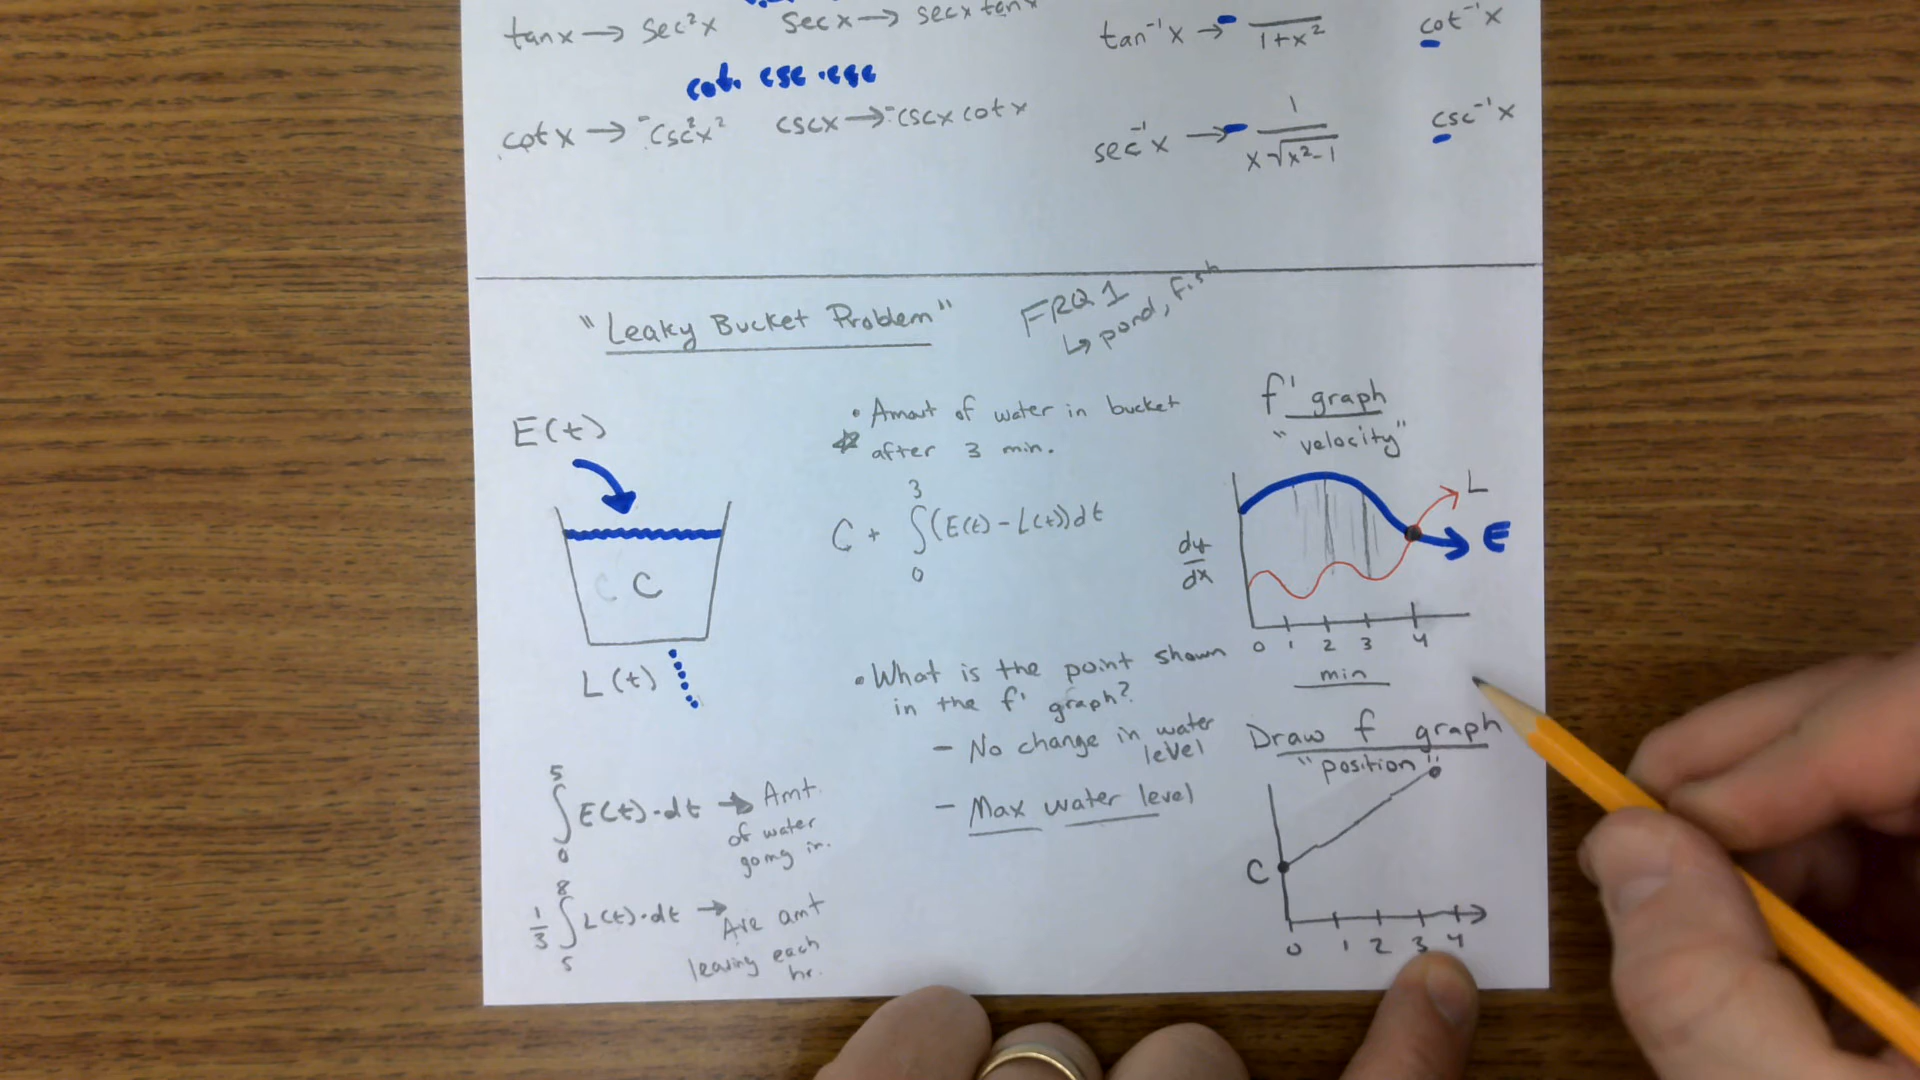 tan x → sec²x
sec x → sec x tan x
tan⁻¹x → 1+x²
cot⁻¹x
cot. csc .csc
cot x → -csc²x²
csc x → -csc x cot x
sec⁻¹x → 1 / x√x²-1
csc⁻¹x
"Leaky Bucket Problem"
FRQ 1
↳ pond, fish
E(t)
C
L(t)
∫₀⁵ E(t)·dt → Amt.
of water
going in.
1/3 ∫₅⁸ L(t)·dt → Ave amt
leaving each
hr.
• Amout of water in bucket
after 3 min.
C + ∫₀³ (E(t) - L(t))dt
• What is the point shown
in the f' graph?
- No change in water
level
- Max water level
f' graph
"velocity"
L
E
dy/dx
0 1 2 3 4
min
Draw f graph
"position"
C
0 1 2 3 4